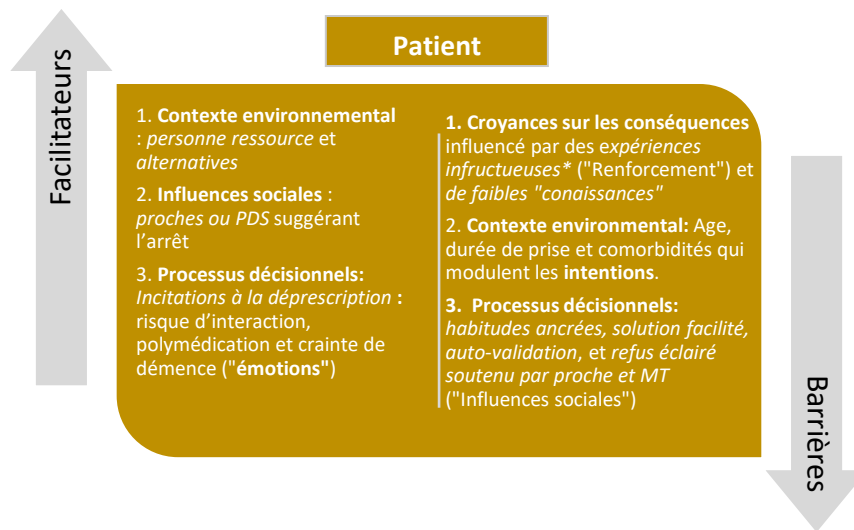 Patient
Facilitateurs
1. Contexte environnemental
: personne ressource et
alternatives
2. Influences sociales :
proches ou PDS suggérant
l'arrêt
3. Processus décisionnels:
Incitations à la déprescription :
risque d'interaction,
polymédication et crainte de
démence ("émotions")
1. Croyances sur les conséquences
influencé par des expériences
infructueuses* ("Renforcement") et
de faibles "conaissances"
2. Contexte environmental: Age,
durée de prise et comorbidités qui
modulent les intentions.
3. Processus décisionnels:
habitudes ancrées, solution facilité,
auto-validation, et refus éclairé
soutenu par proche et MT
("Influences sociales")
Barrières